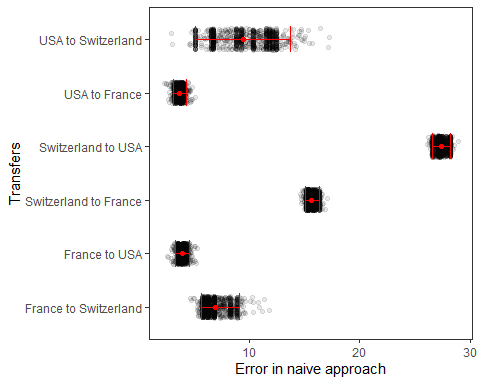 Transfers
USA to Switzerland
USA to France
Switzerland to USA
Switzerland to France
France to USA
France to Switzerland
10 20 30
Error in naive approach